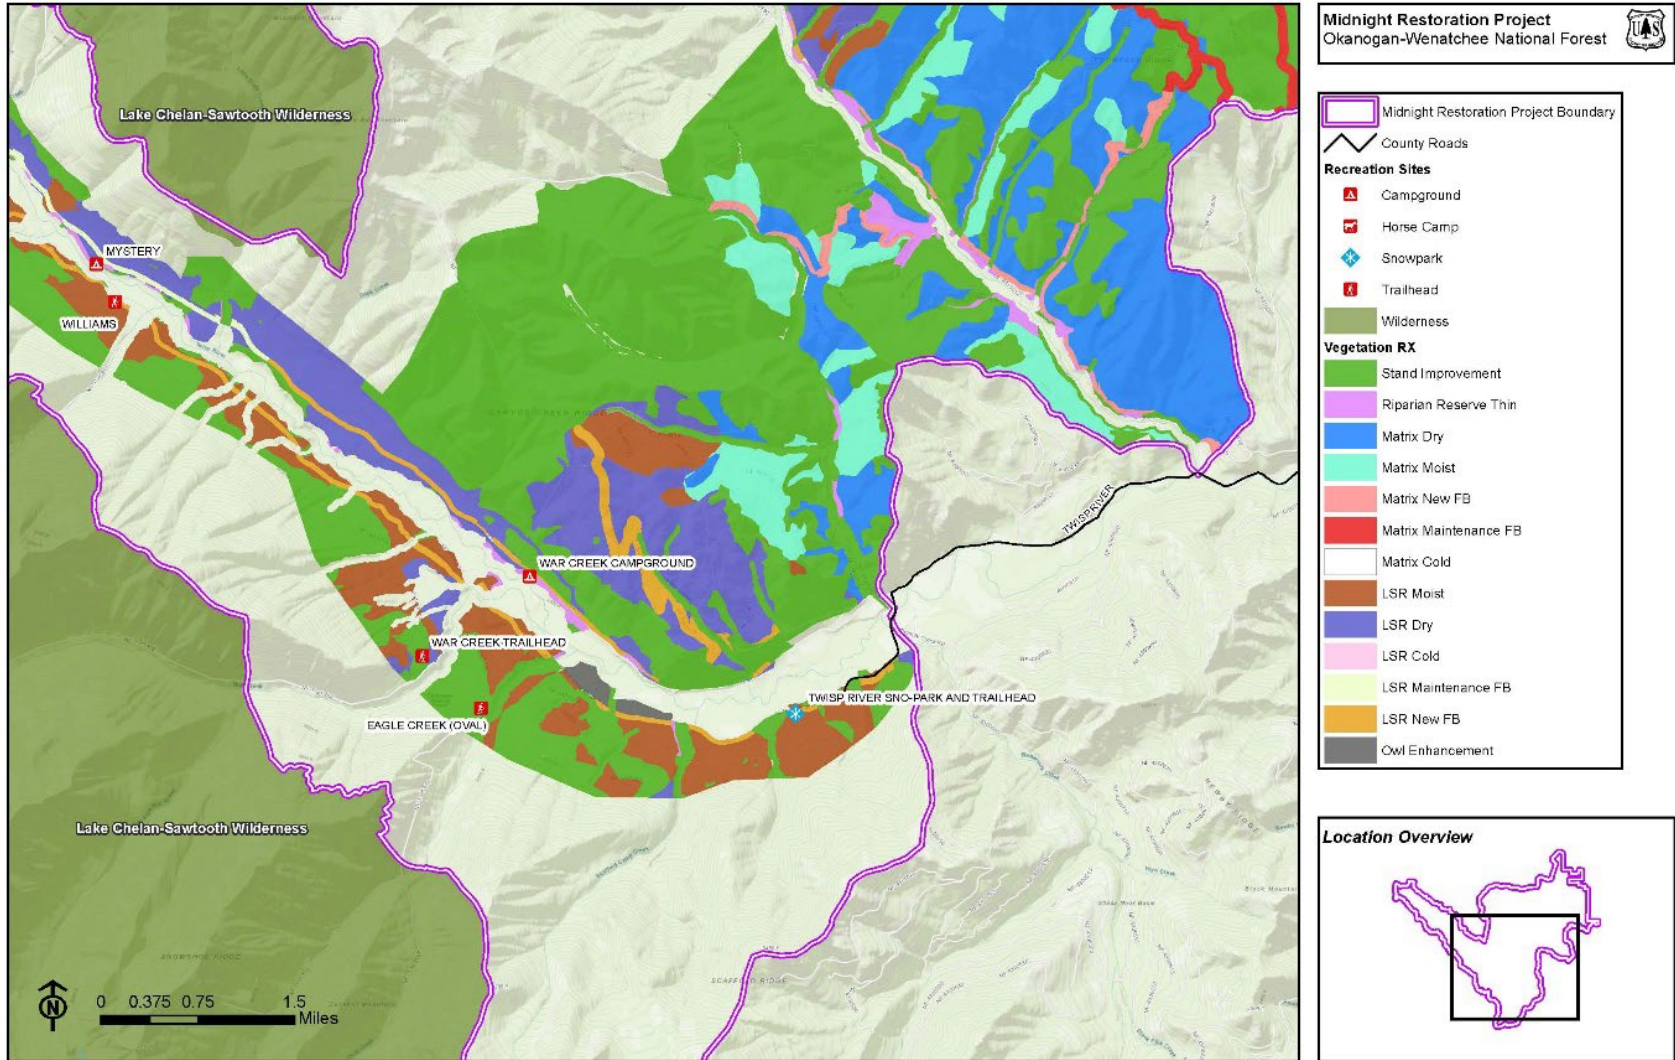 Midnight Restoration Project
Okanogan-Wenatchee National Forest
U S
Midnight Restoration Project Boundary
County Roads
Recreation Sites
Campground
Horse Camp
Snowpark
Trailhead
Wilderness
Vegetation RX
Stand Improvement
Riparian Reserve Thin
Matrix Dry
Matrix Moist
Matrix New FB
Matrix Maintenance FB
Matrix Cold
LSR Moist
LSR Dry
LSR Cold
LSR Maintenance FB
LSR New FB
Owl Enhancement
Location Overview
Lake Chelan-Sawtooth Wilderness
MYSTERY
WILLIAMS
WAR CREEK CAMPGROUND
WAR CREEK TRAILHEAD
EAGLE CREEK (OVAL)
TWISP RIVER SNO-PARK AND TRAILHEAD
TWISP RIVER
Lake Chelan-Sawtooth Wilderness
SCAFFOLD RIDGE
N
0 0.375 0.75 1.5
Miles